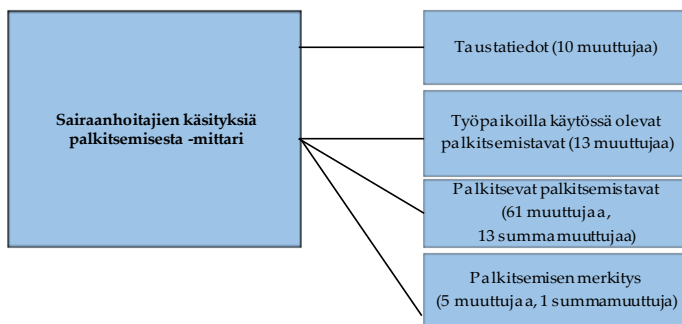 Sairaanhoitajien käsityksiä
palkitsemisesta -mittari
Taustatiedot (10 muuttujaa)
Työpaikoilla käytössä olevat
palkitsemistavat (13 muuttujaa)
Palkitsevat palkitsemistavat
(61 muuttujaa,
13 summamuuttujaa)
Palkitsemisen merkitys
(5 muuttujaa, 1 summamuuttuja)